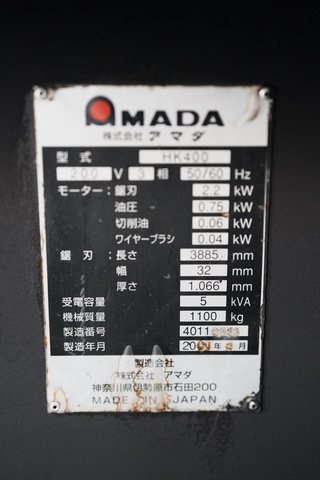 AMADA
株式会社 アマダ
型式 HK400
200 V 3 相 50/60 Hz
モーター: 鋸刃 2.2 kW
油圧 0.75 kW
切削油 0.06 kW
ワイヤーブラシ 0.04 kW
鋸刃: 長さ 3885 mm
幅 32 mm
厚さ 1.066 mm
受電容量 5 kVA
機械質量 1100 kg
製造番号 4011
製造年月 年 月
製造会社
株式会社 アマダ
神奈川県伊勢原市石田200
MADE IN JAPAN